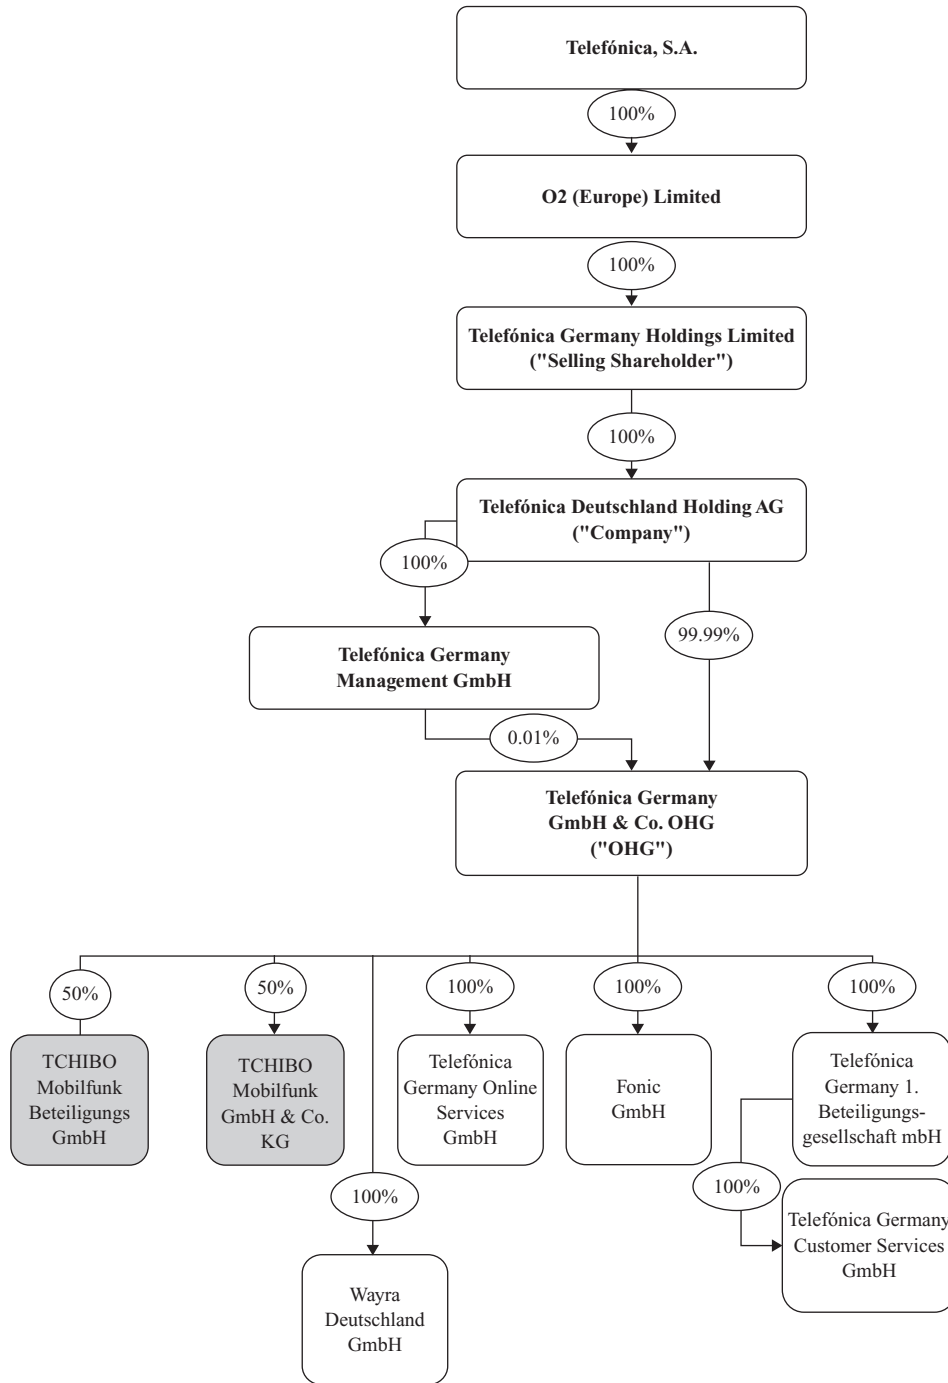 Telefónica, S.A.
100%
O2 (Europe) Limited
100%
Telefónica Germany Holdings Limited
("Selling Shareholder")
100%
Telefónica Deutschland Holding AG
("Company")
100%
99.99%
Telefónica Germany
Management GmbH
0.01%
Telefónica Germany
GmbH & Co. OHG
("OHG")
50%
50%
100%
100%
100%
TCHIBO
Mobilfunk
Beteiligungs
GmbH
TCHIBO
Mobilfunk
GmbH & Co.
KG
Telefónica
Germany Online
Services
GmbH
Fonic
GmbH
Telefónica
Germany 1.
Beteiligungs-
gesellschaft mbH
100%
100%
Telefónica Germany
Customer Services
GmbH
Wayra
Deutschland
GmbH